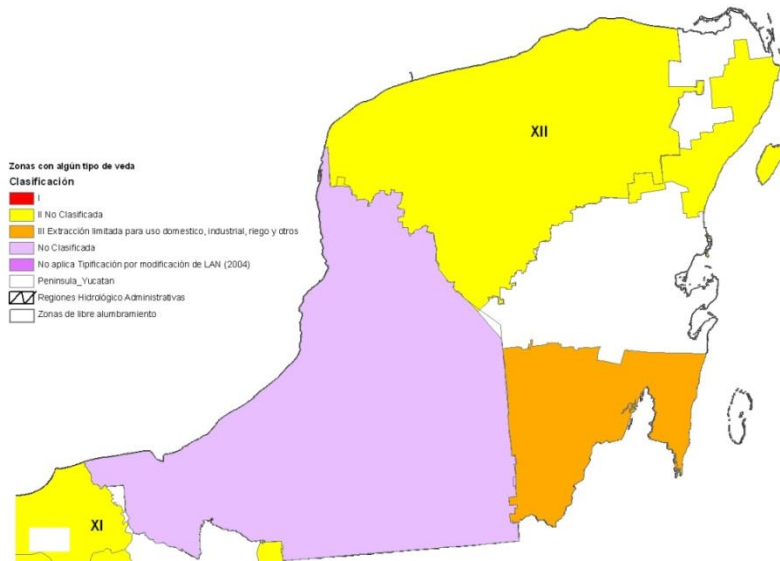 XII
Zonas con algún tipo de veda
Clasificación
I
II No Clasificada
III Extracción limitada para uso domestico, industrial, riego y otros
No Clasificada
No aplica Tipificación por modificación de LAN (2004)
Peninsula_Yucatan
Regiones Hidrológico Administrativas
Zonas de libre alumbramiento
XI